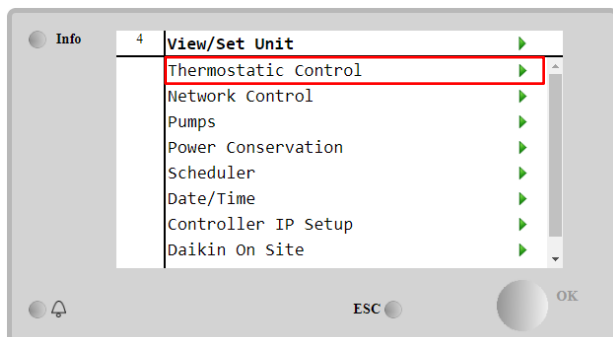 Info
4 View/Set Unit
Thermostatic Control
Network Control
Pumps
Power Conservation
Scheduler
Date/Time
Controller IP Setup
Daikin On Site
ESC
OK